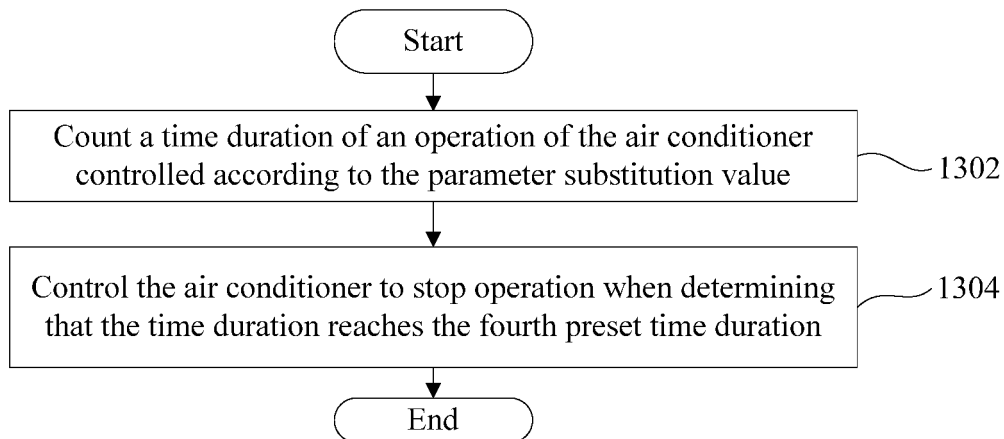 Start
Count a time duration of an operation of the air conditioner
controlled according to the parameter substitution value
1302
Control the air conditioner to stop operation when determining
that the time duration reaches the fourth preset time duration
1304
End